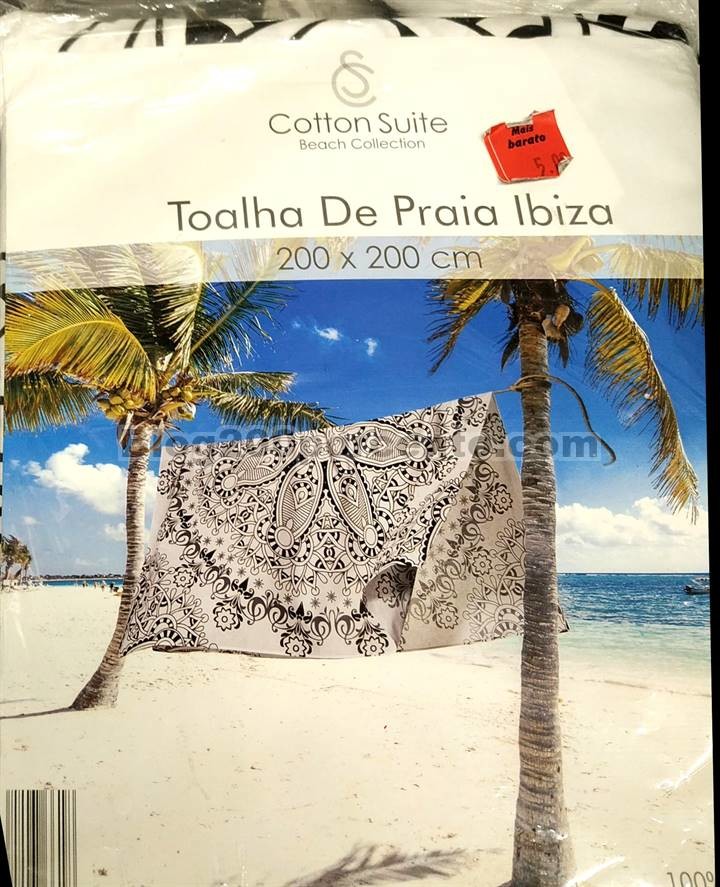 Cotton Suite
Beach Collection
Mais
barato
Toalha De Praia Ibiza
200 x 200 cm